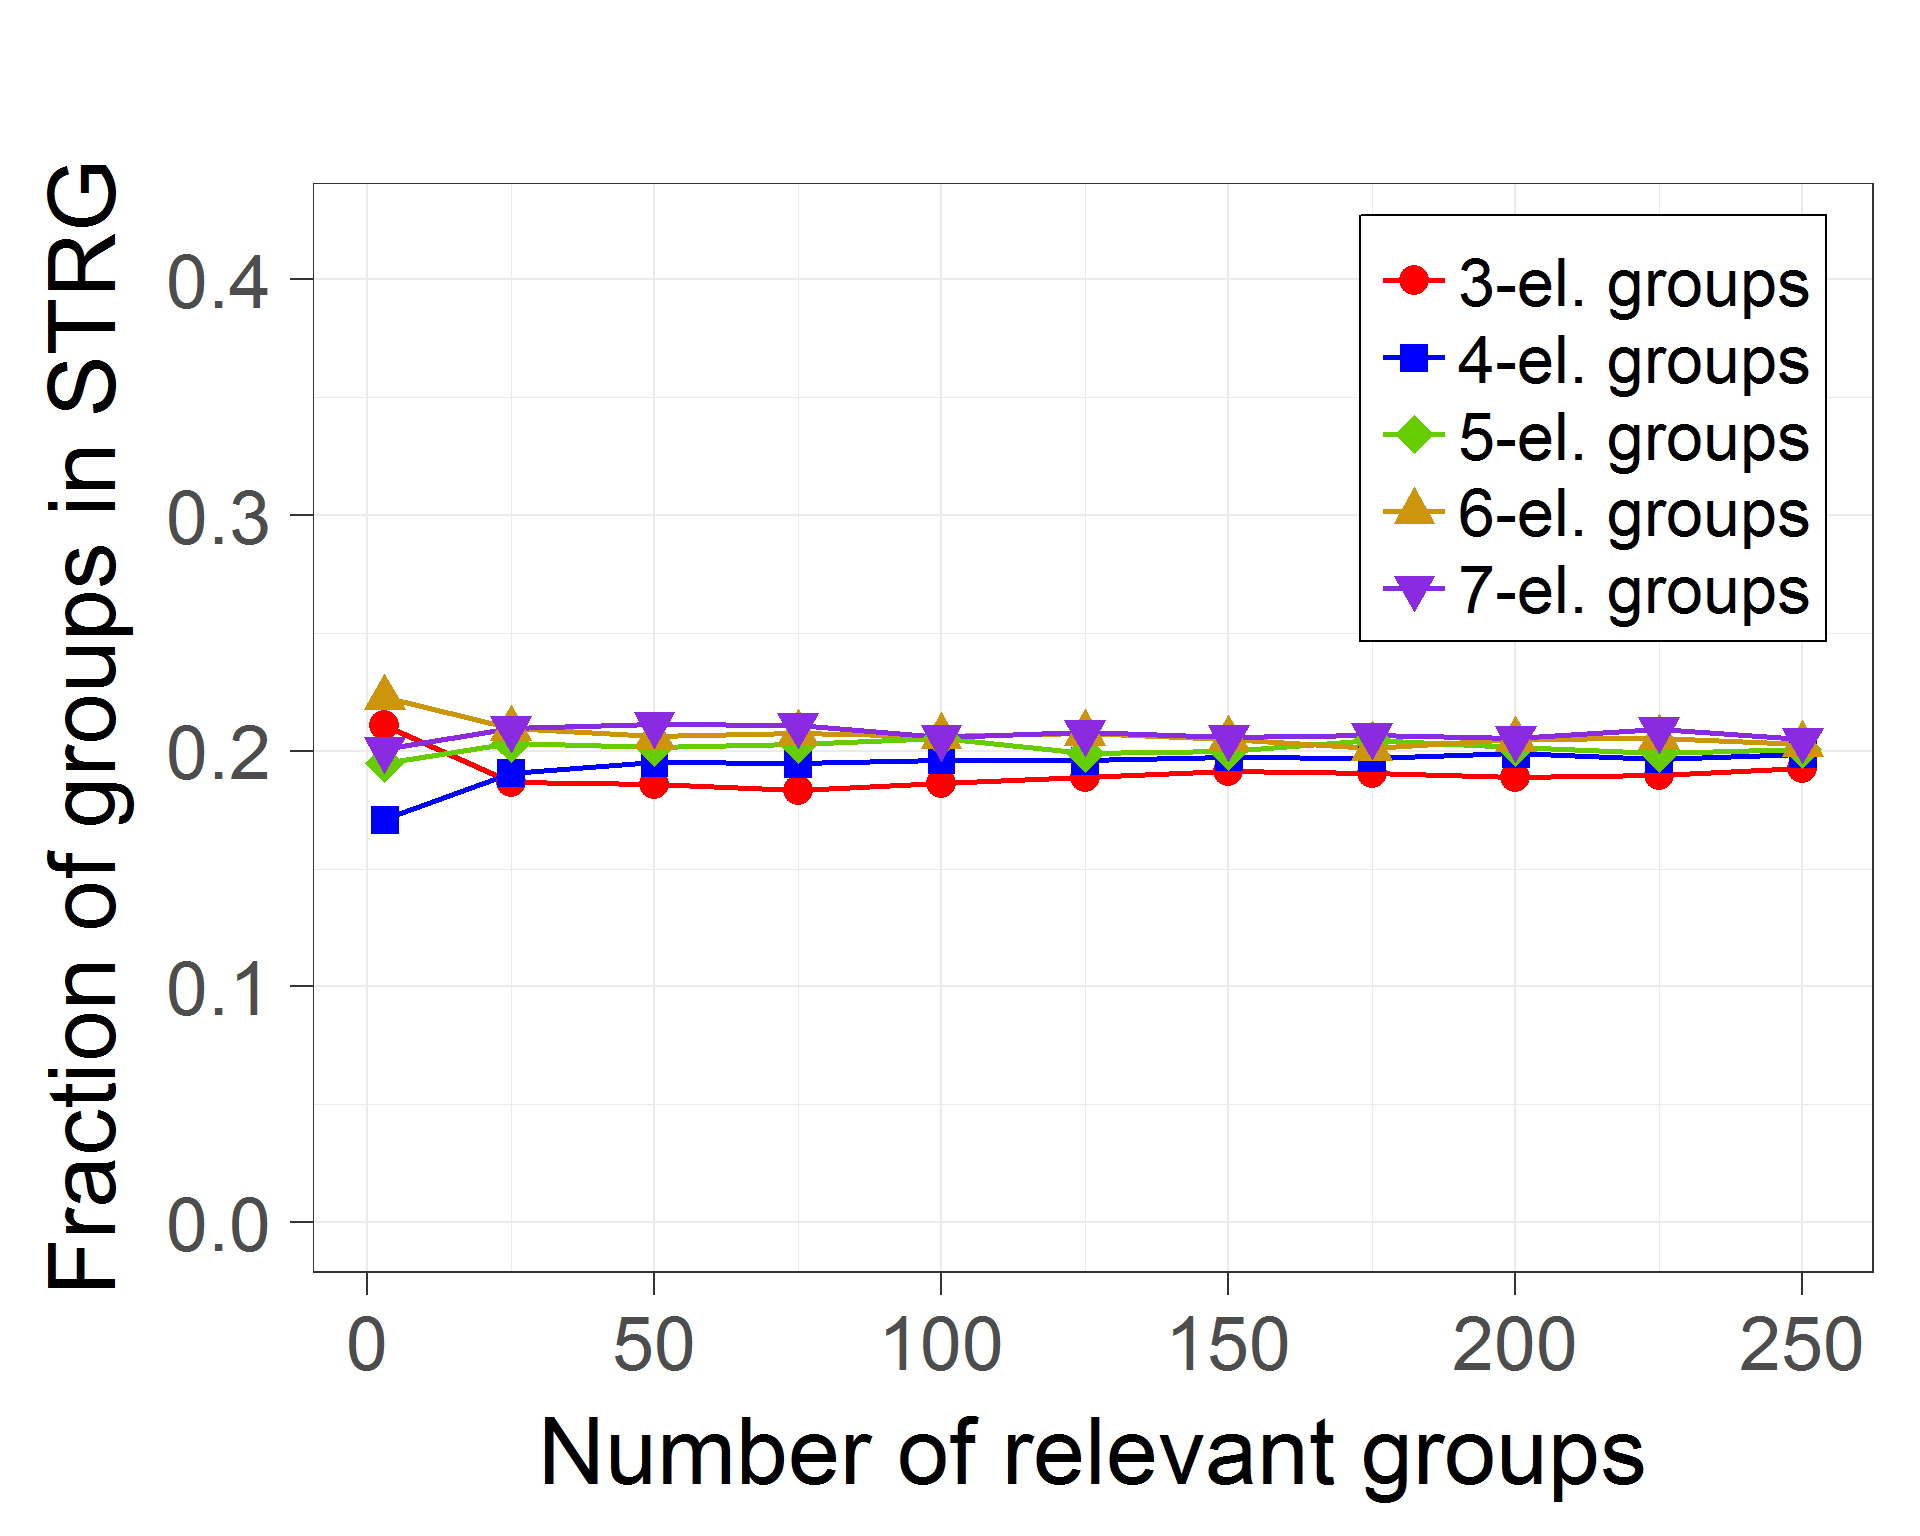 Fraction of groups in STRG
0.4
0.3
0.2
0.1
0.0
3-el. groups
4-el. groups
5-el. groups
6-el. groups
7-el. groups
0 50 100 150 200 250
Number of relevant groups